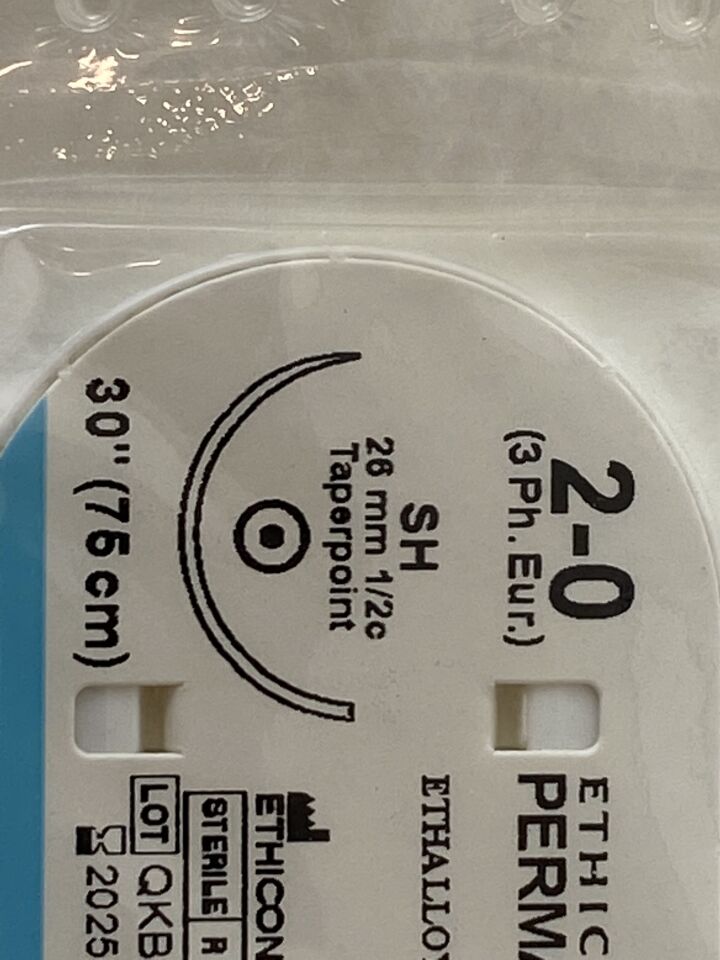 2-0
(3 Ph. Eur.)
SH
26 mm 1/2c
Taperpoint
30" (75 cm)
ETHIC
PERMA
ETHALLOY
ETHICON
STERILE R
LOT QKB
2025